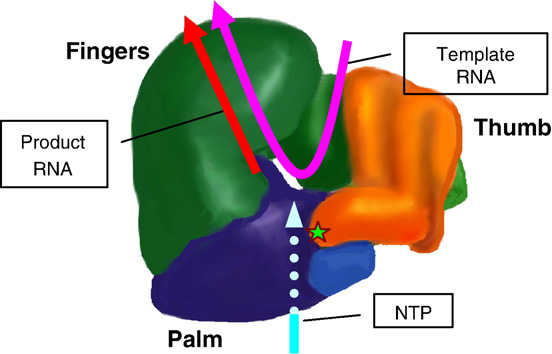 Fingers
Template
RNA
Product
RNA
Thumb
Palm
NTP